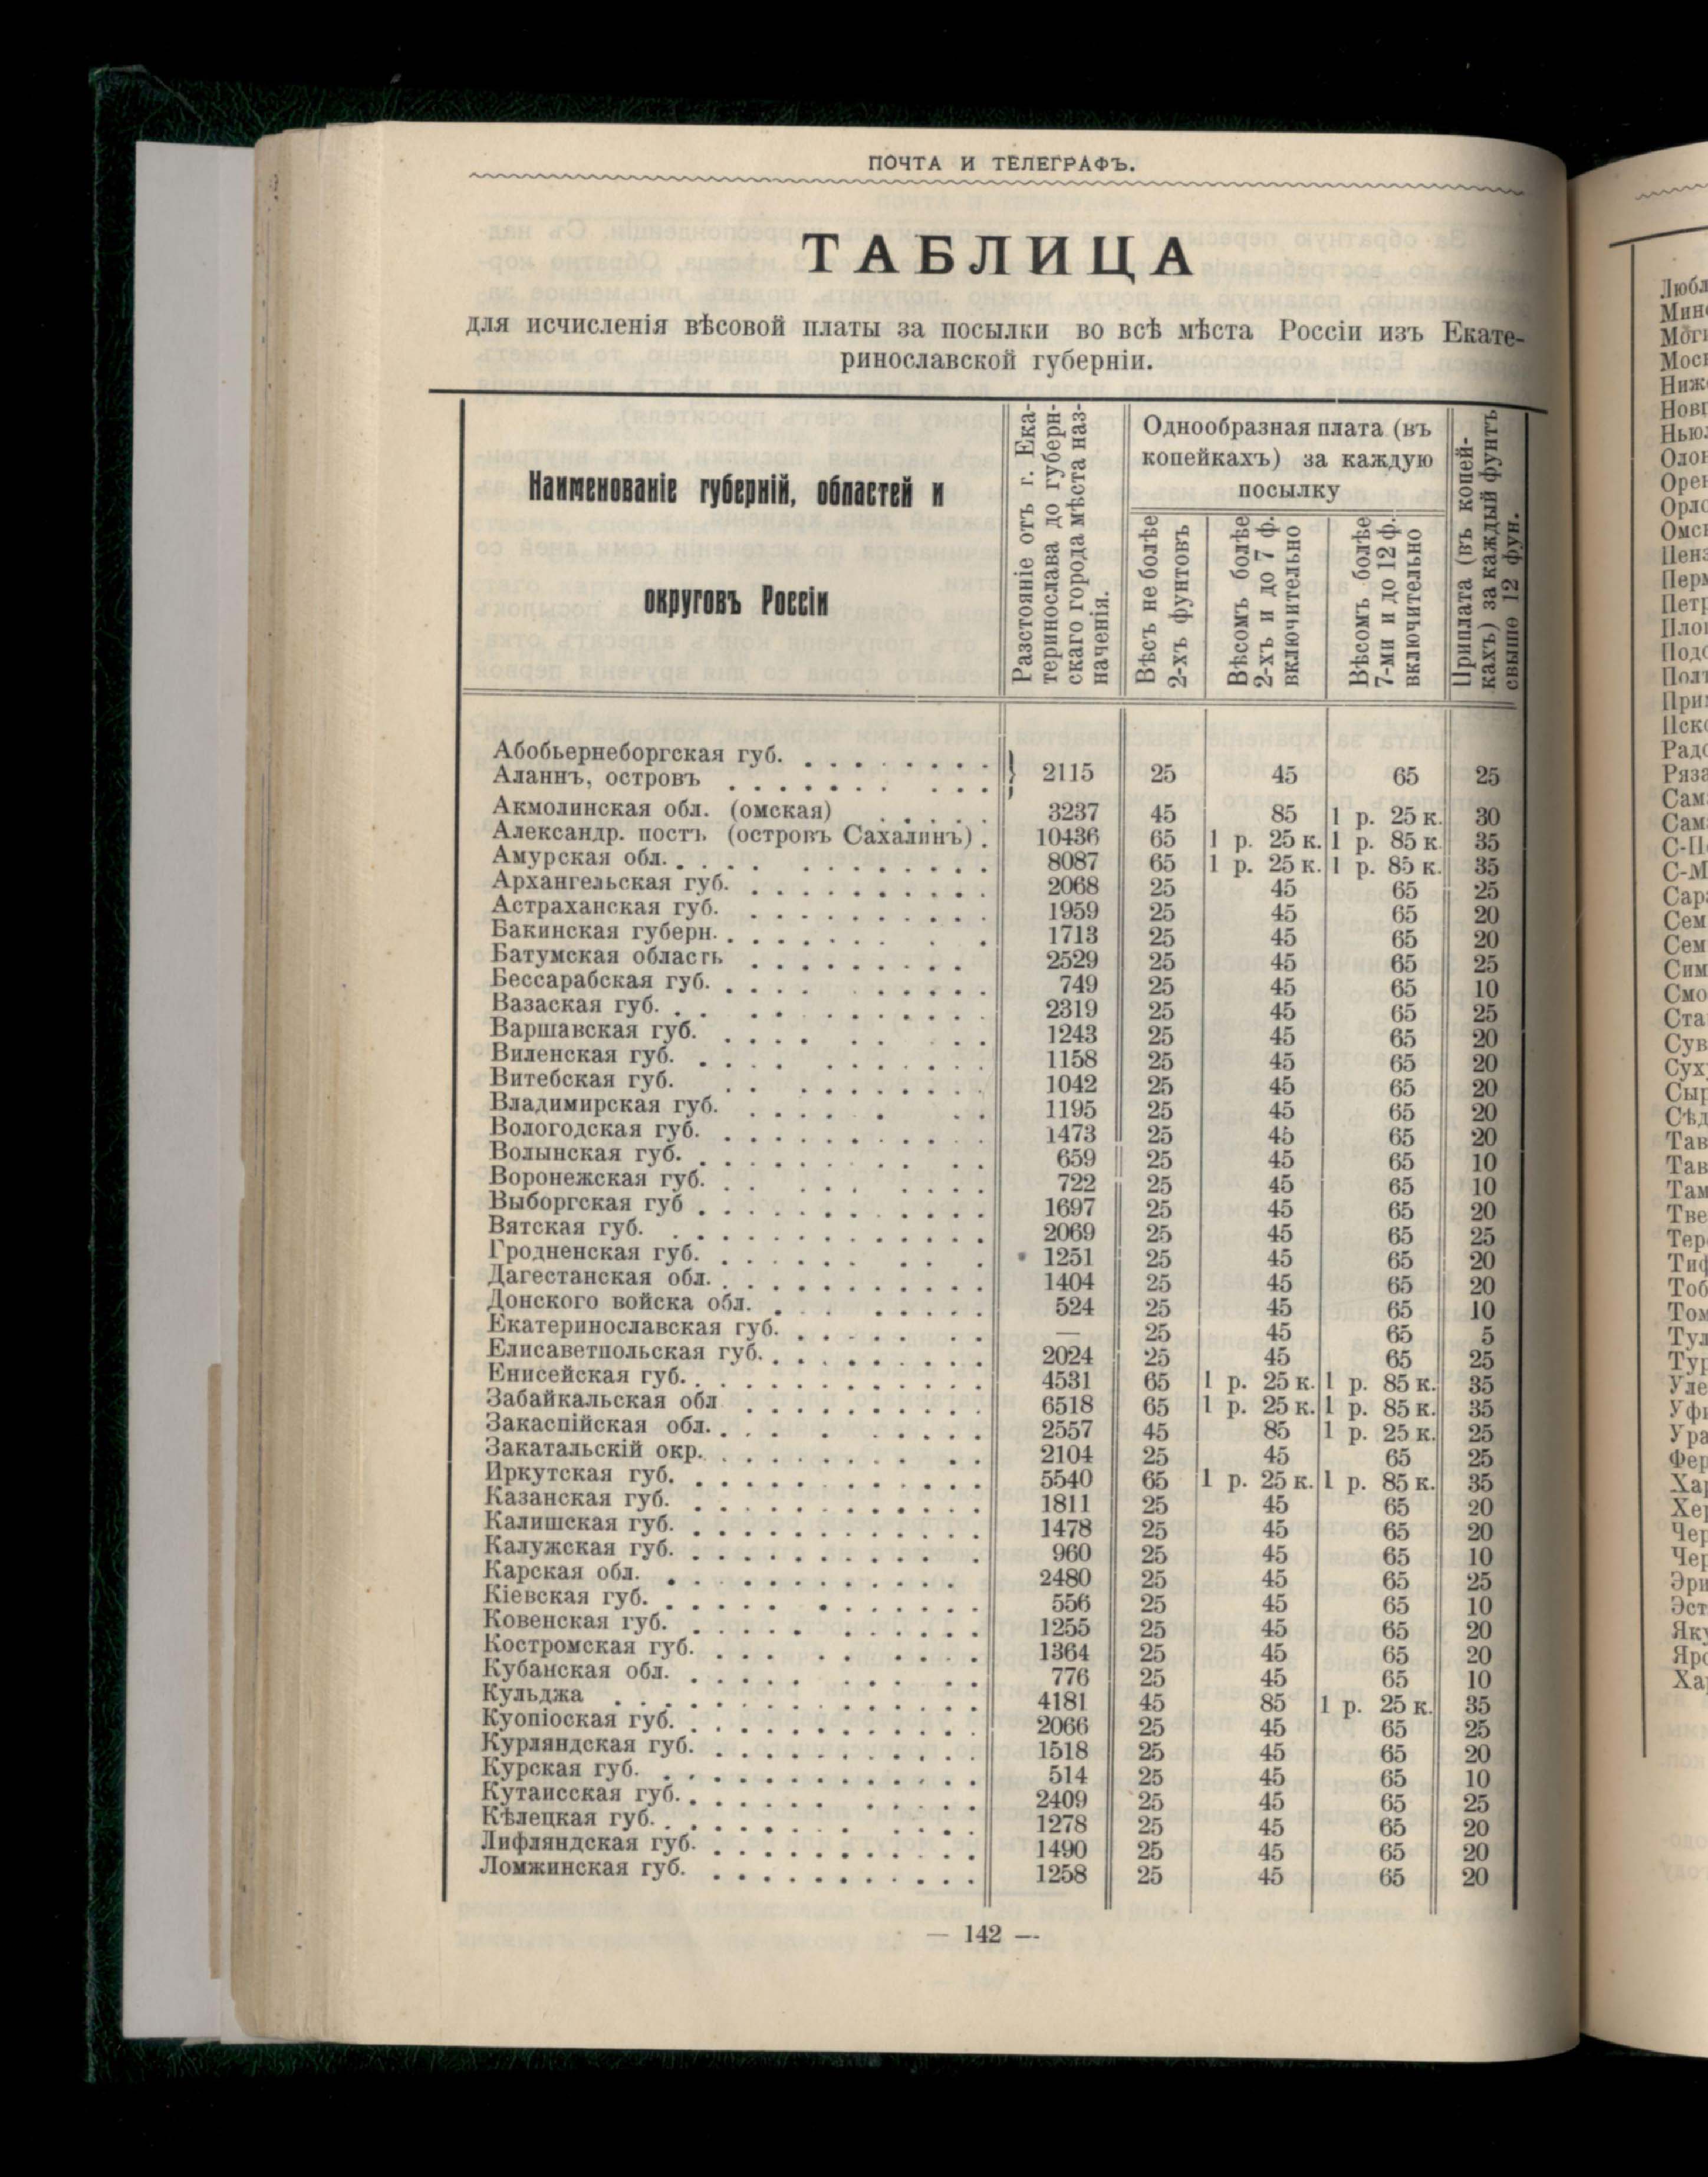 ПОЧТА И ТЕЛЕГРАФЪ.
ТАБЛИЦА
для исчисленія вѣсовой платы за посылки во всѣ мѣста Россіи изъ Екате-
ринославской губерніи.
Наименованіе губерній, областей и
округовъ Россіи
Разстояніе отъ г. Ека-
теринослава до губерн-
скаго города мѣста наз-
наченія.
Однообразная плата (въ
копейкахъ) за каждую
посылку
Вѣсъ не болѣе
2-хъ фунтовъ
Вѣсомъ болѣе
2-хъ и до 7 ф.
включительно
Вѣсомъ болѣе
7-ми и до 12 ф.
включительно
Приплата (въ копей-
кахъ) за каждый фунтъ
свыше 12 фун.
Абобьернеборгская губ.
Аланнъ, островъ 2115 25 45 65 25
Акмолинская обл. (омская) 3237 45 85 1 р. 25 к. 30
Александр. постъ (островъ Сахалинъ) . 10436 65 1 р. 25 к. 1 р. 85 к. 35
Амурская обл. 8087 65 1 р. 25 к. 1 р. 85 к. 35
Архангельская губ. 2068 25 45 65 25
Астраханская губ. 1959 25 45 65 20
Бакинская губерн. 1713 25 45 65 20
Батумская область 2529 25 45 65 25
Бессарабская губ. 749 25 45 65 10
Вазаская губ. 2319 25 45 65 25
Варшавская губ. 1243 25 45 65 20
Виленская губ. 1158 25 45 65 20
Витебская губ. 1042 25 45 65 20
Владимирская губ. 1195 25 45 65 20
Вологодская губ. 1473 25 45 65 20
Волынская губ. 659 25 45 65 10
Воронежская губ. 722 25 45 65 10
Выборгская губ 1697 25 45 65 20
Вятская губ. 2069 25 45 65 25
Гродненская губ. 1251 25 45 65 20
Дагестанская обл. 1404 25 45 65 20
Донского войска обл. 524 25 45 65 10
Екатеринославская губ. — 25 45 65 5
Елисаветпольская губ. 2024 25 45 65 25
Енисейская губ. 4531 65 1 р. 25 к. 1 р. 85 к. 35
Забайкальская обл 6518 65 1 р. 25 к. 1 р. 85 к. 35
Закаспійская обл. 2557 45 85 1 р. 25 к. 25
Закатальскій окр. 2104 25 45 65 25
Иркутская губ. 5540 65 1 р. 25 к. 1 р. 85 к. 35
Казанская губ. 1811 25 45 65 20
Калишская губ. 1478 25 45 65 20
Калужская губ. 960 25 45 65 10
Карская обл. 2480 25 45 65 25
Кіевская губ. 556 25 45 65 10
Ковенская губ. 1255 25 45 65 20
Костромская губ. 1364 25 45 65 20
Кубанская обл. 776 25 45 65 10
Кульджа 4181 45 85 1 р. 25 к. 35
Куопіоская губ. 2066 25 45 65 25
Курляндская губ. 1518 25 45 65 20
Курская губ. 514 25 45 65 10
Кутаисская губ. 2409 25 45 65 25
Кѣлецкая губ. 1278 25 45 65 20
Лифляндская губ. 1490 25 45 65 20
Ломжинская губ. 1258 25 45 65 20
— 142 —